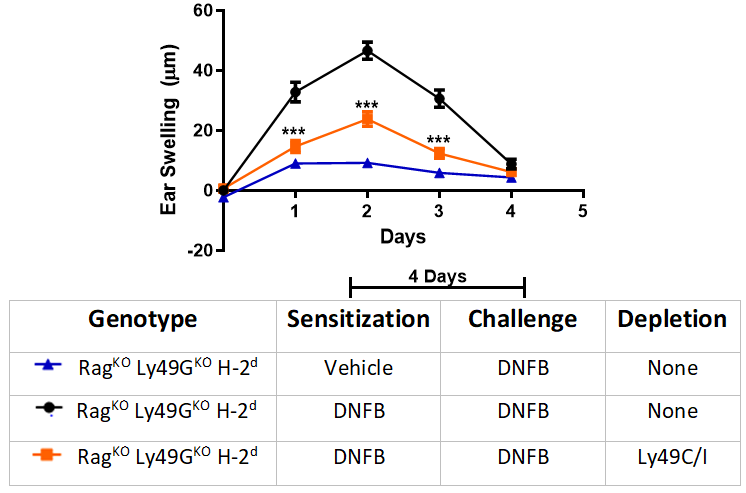 60
40
20
0
-20
Ear Swelling (μm)
***
***
***
1 2 3 4 5
Days
4 Days
Genotype Sensitization Challenge Depletion
Rag^KO Ly49G^KO H-2^d Vehicle DNFB None
Rag^KO Ly49G^KO H-2^d DNFB DNFB None
Rag^KO Ly49G^KO H-2^d DNFB DNFB Ly49C/I